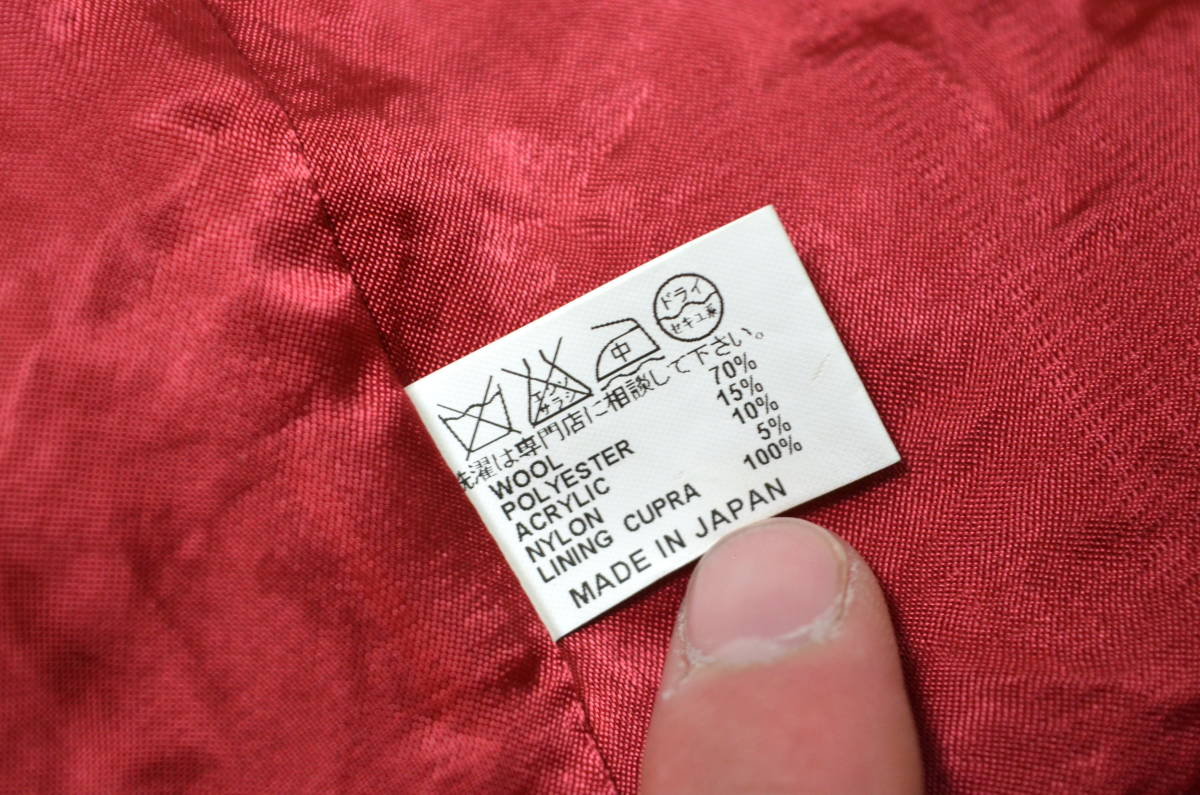 エンソ
サラシ
中
ドライ
セキユ系
洗濯は専門店に相談して下さい。
WOOL 70%
POLYESTER 15%
ACRYLIC 10%
NYLON 5%
LINING CUPRA 100%
MADE IN JAPAN